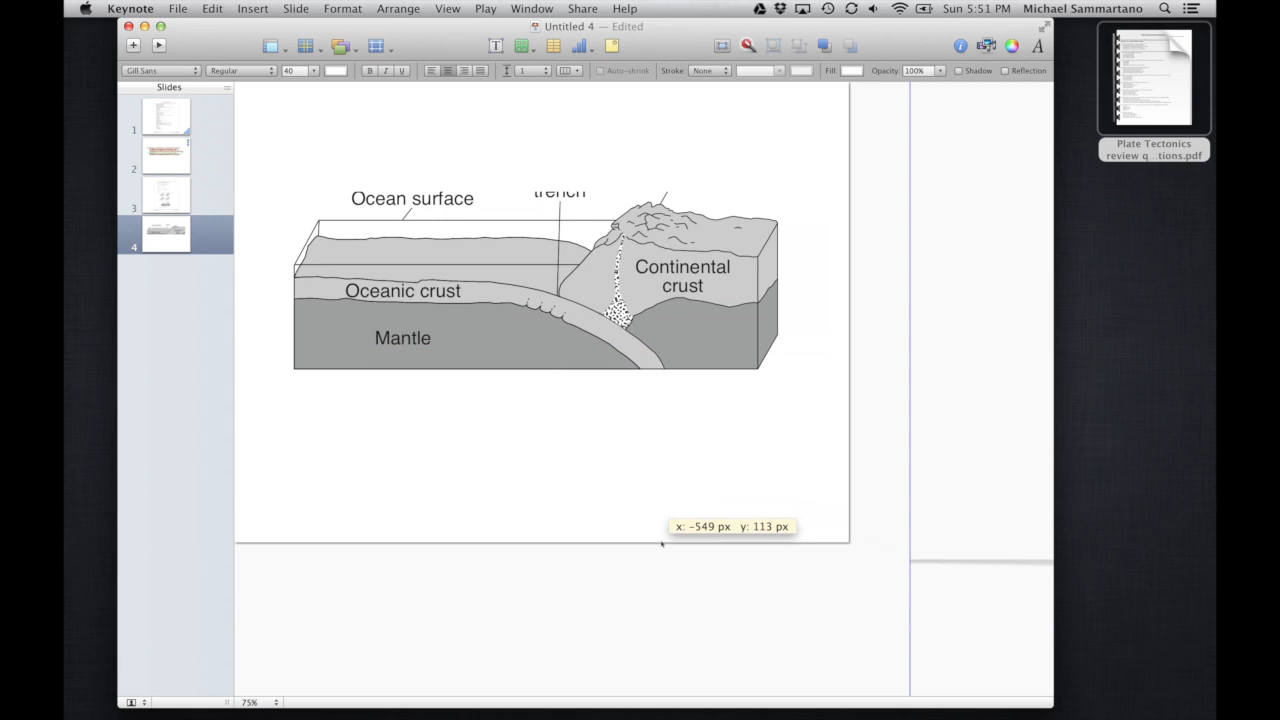 Keynote File Edit Insert Slide Format Arrange View Play Window Share Help Sun 5:51 PM Michael Sammartano
Untitled 4 — Edited
Gill Sans Regular 40 B I U 1 Auto-shrink Stroke: None Fill: Opacity: 100% Shadow Reflection
Slides
1
2
3
4
Ocean surface
trench
Oceanic crust
Continental
crust
Mantle
x: -549 px y: 113 px
75%
Plate Tectonics
review q...tions.pdf